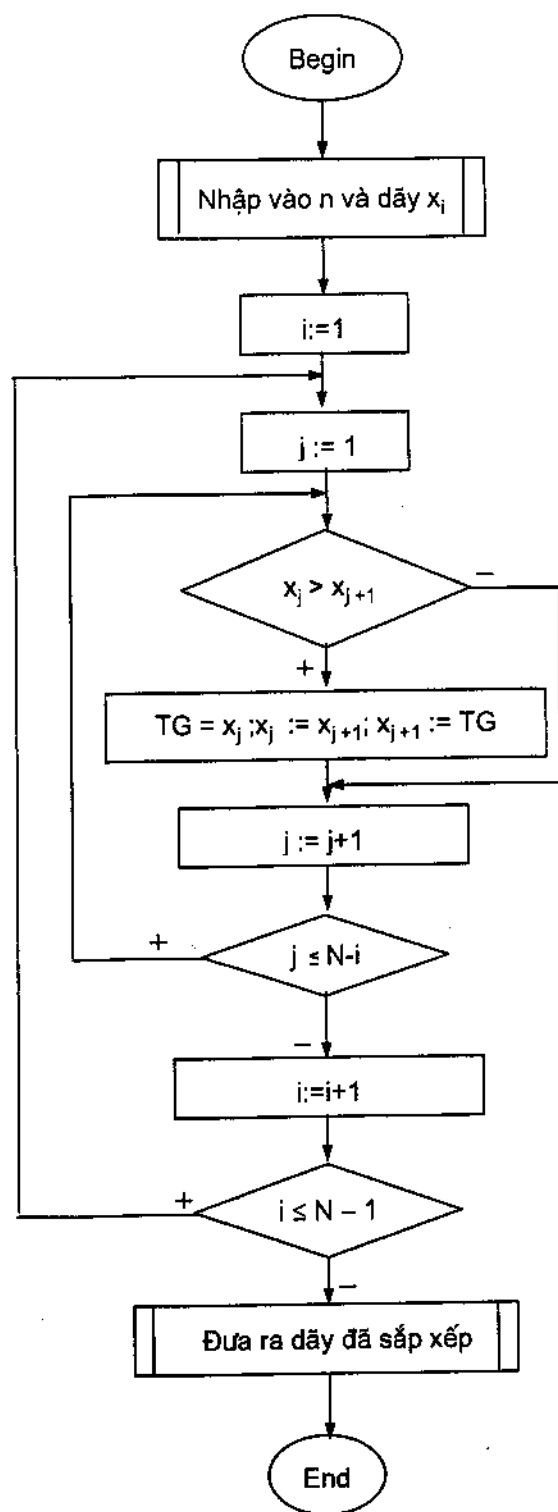 Begin
Nhập vào n và dãy xᵢ
i:=1
j := 1
xⱼ > xⱼ₊₁
−
+
TG = xⱼ ;xⱼ := xⱼ₊₁; xⱼ₊₁ := TG
j := j+1
+
j ≤ N-i
−
i:=i+1
+
i ≤ N – 1
−
Đưa ra dãy đã sắp xếp
End